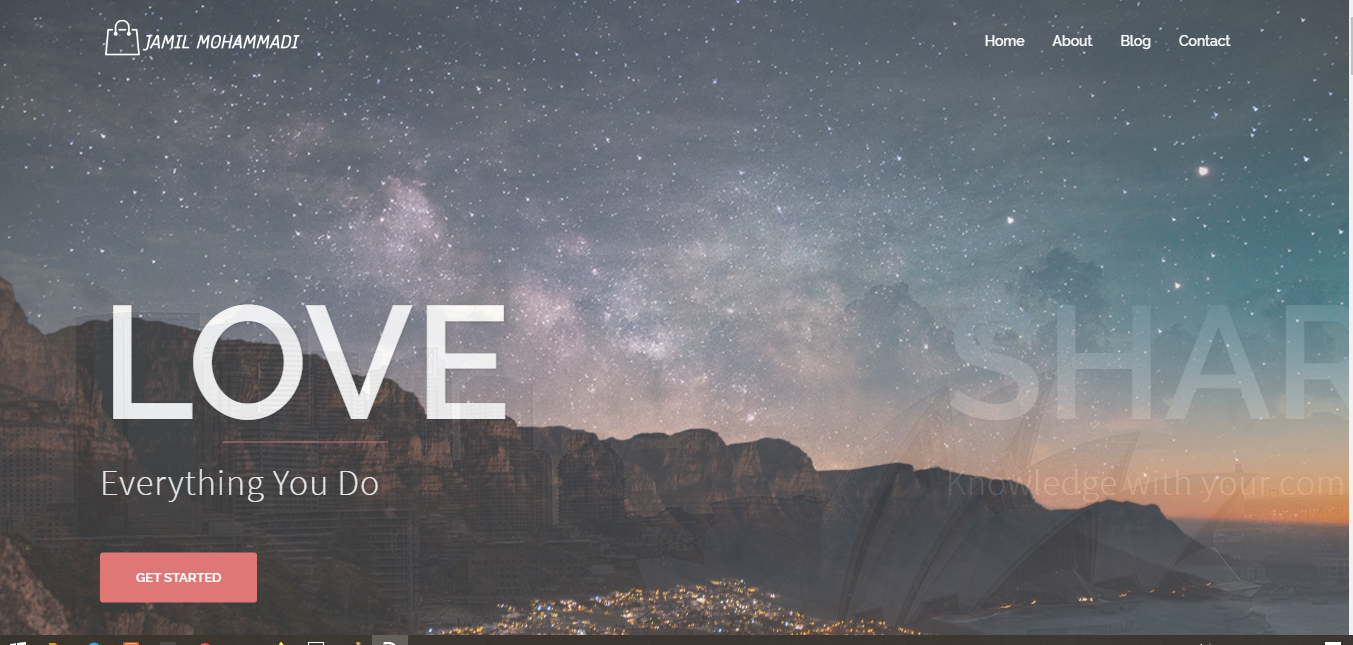 JAMIL MOHAMMADI
Home About Blog Contact
LOVE
SHAR
Everything You Do
Knowledge with your com
GET STARTED